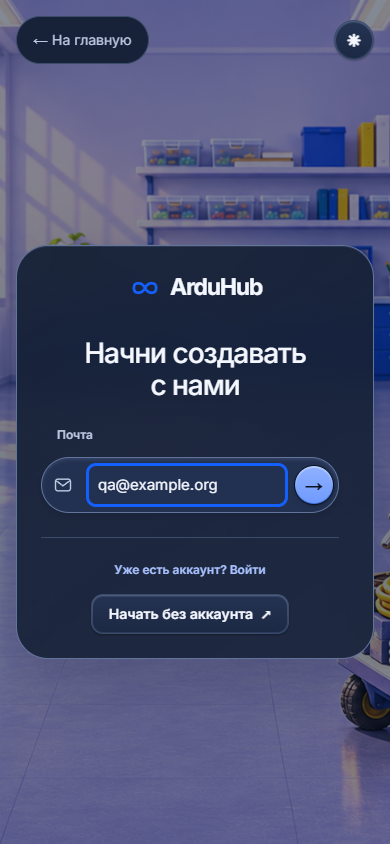 ← На главную
ArduHub
Начни создавать
с нами
Почта
qa@example.org
→
Уже есть аккаунт? Войти
Начать без аккаунта ↗